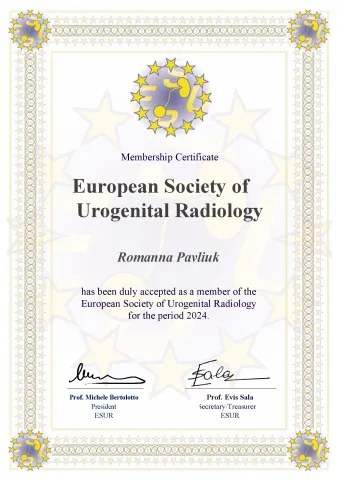 Membership Certificate
European Society of
Urogenital Radiology
Romanna Pavliuk
has been duly accepted as a member of the
European Society of Urogenital Radiology
for the period 2024.
Prof. Michele Bertolotto
Prof. Evis Sala
President
Secretary/Treasurer
ESUR
ESUR